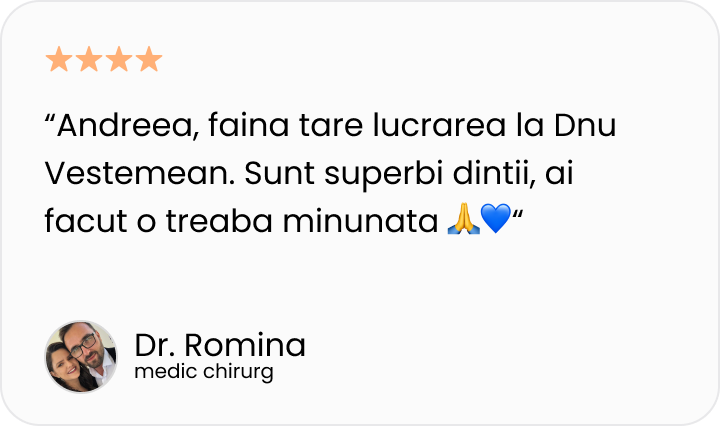 “Andreea, faina tare lucrarea la Dnu
Vestemean. Sunt superbi dintii, ai
facut o treaba minunata 🙏💙“
Dr. Romina
medic chirurg